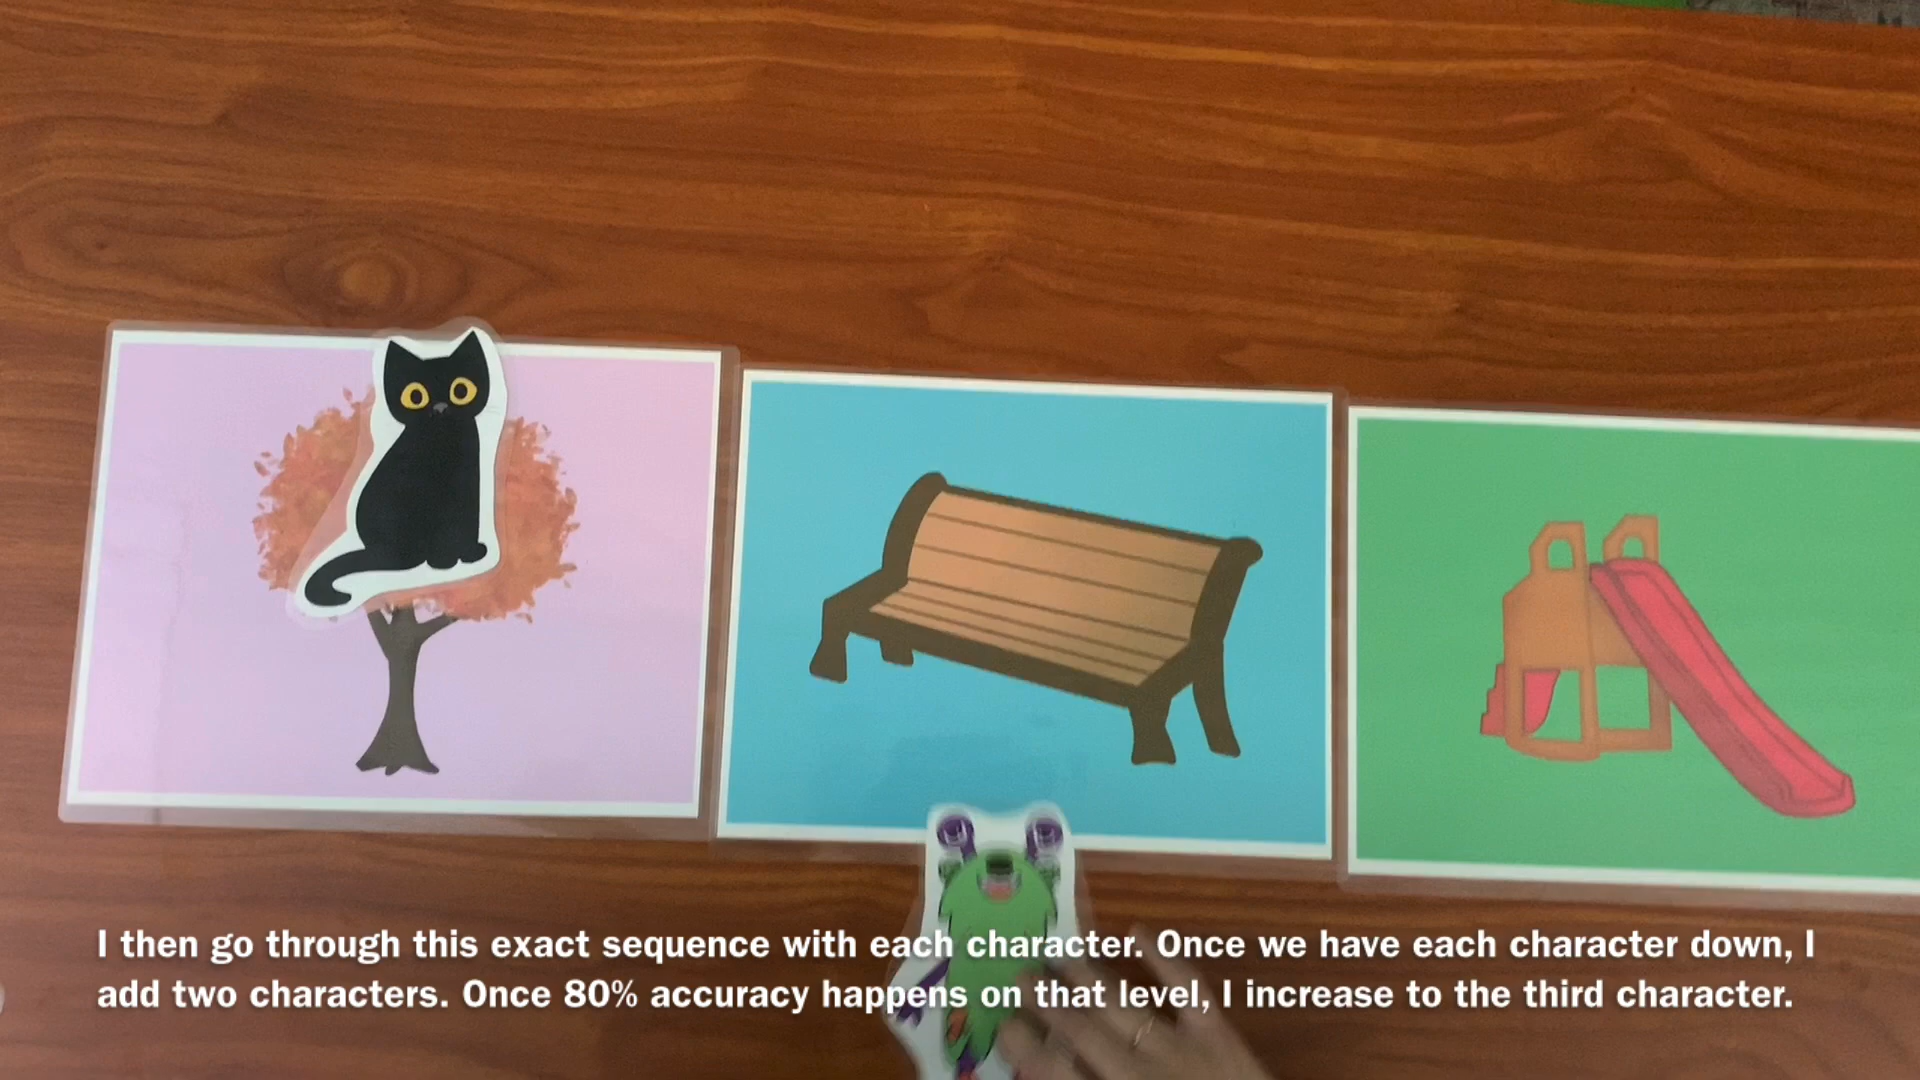 I then go through this exact sequence with each character. Once we have each character down, I
add two characters. Once 80% accuracy happens on that level, I increase to the third character.